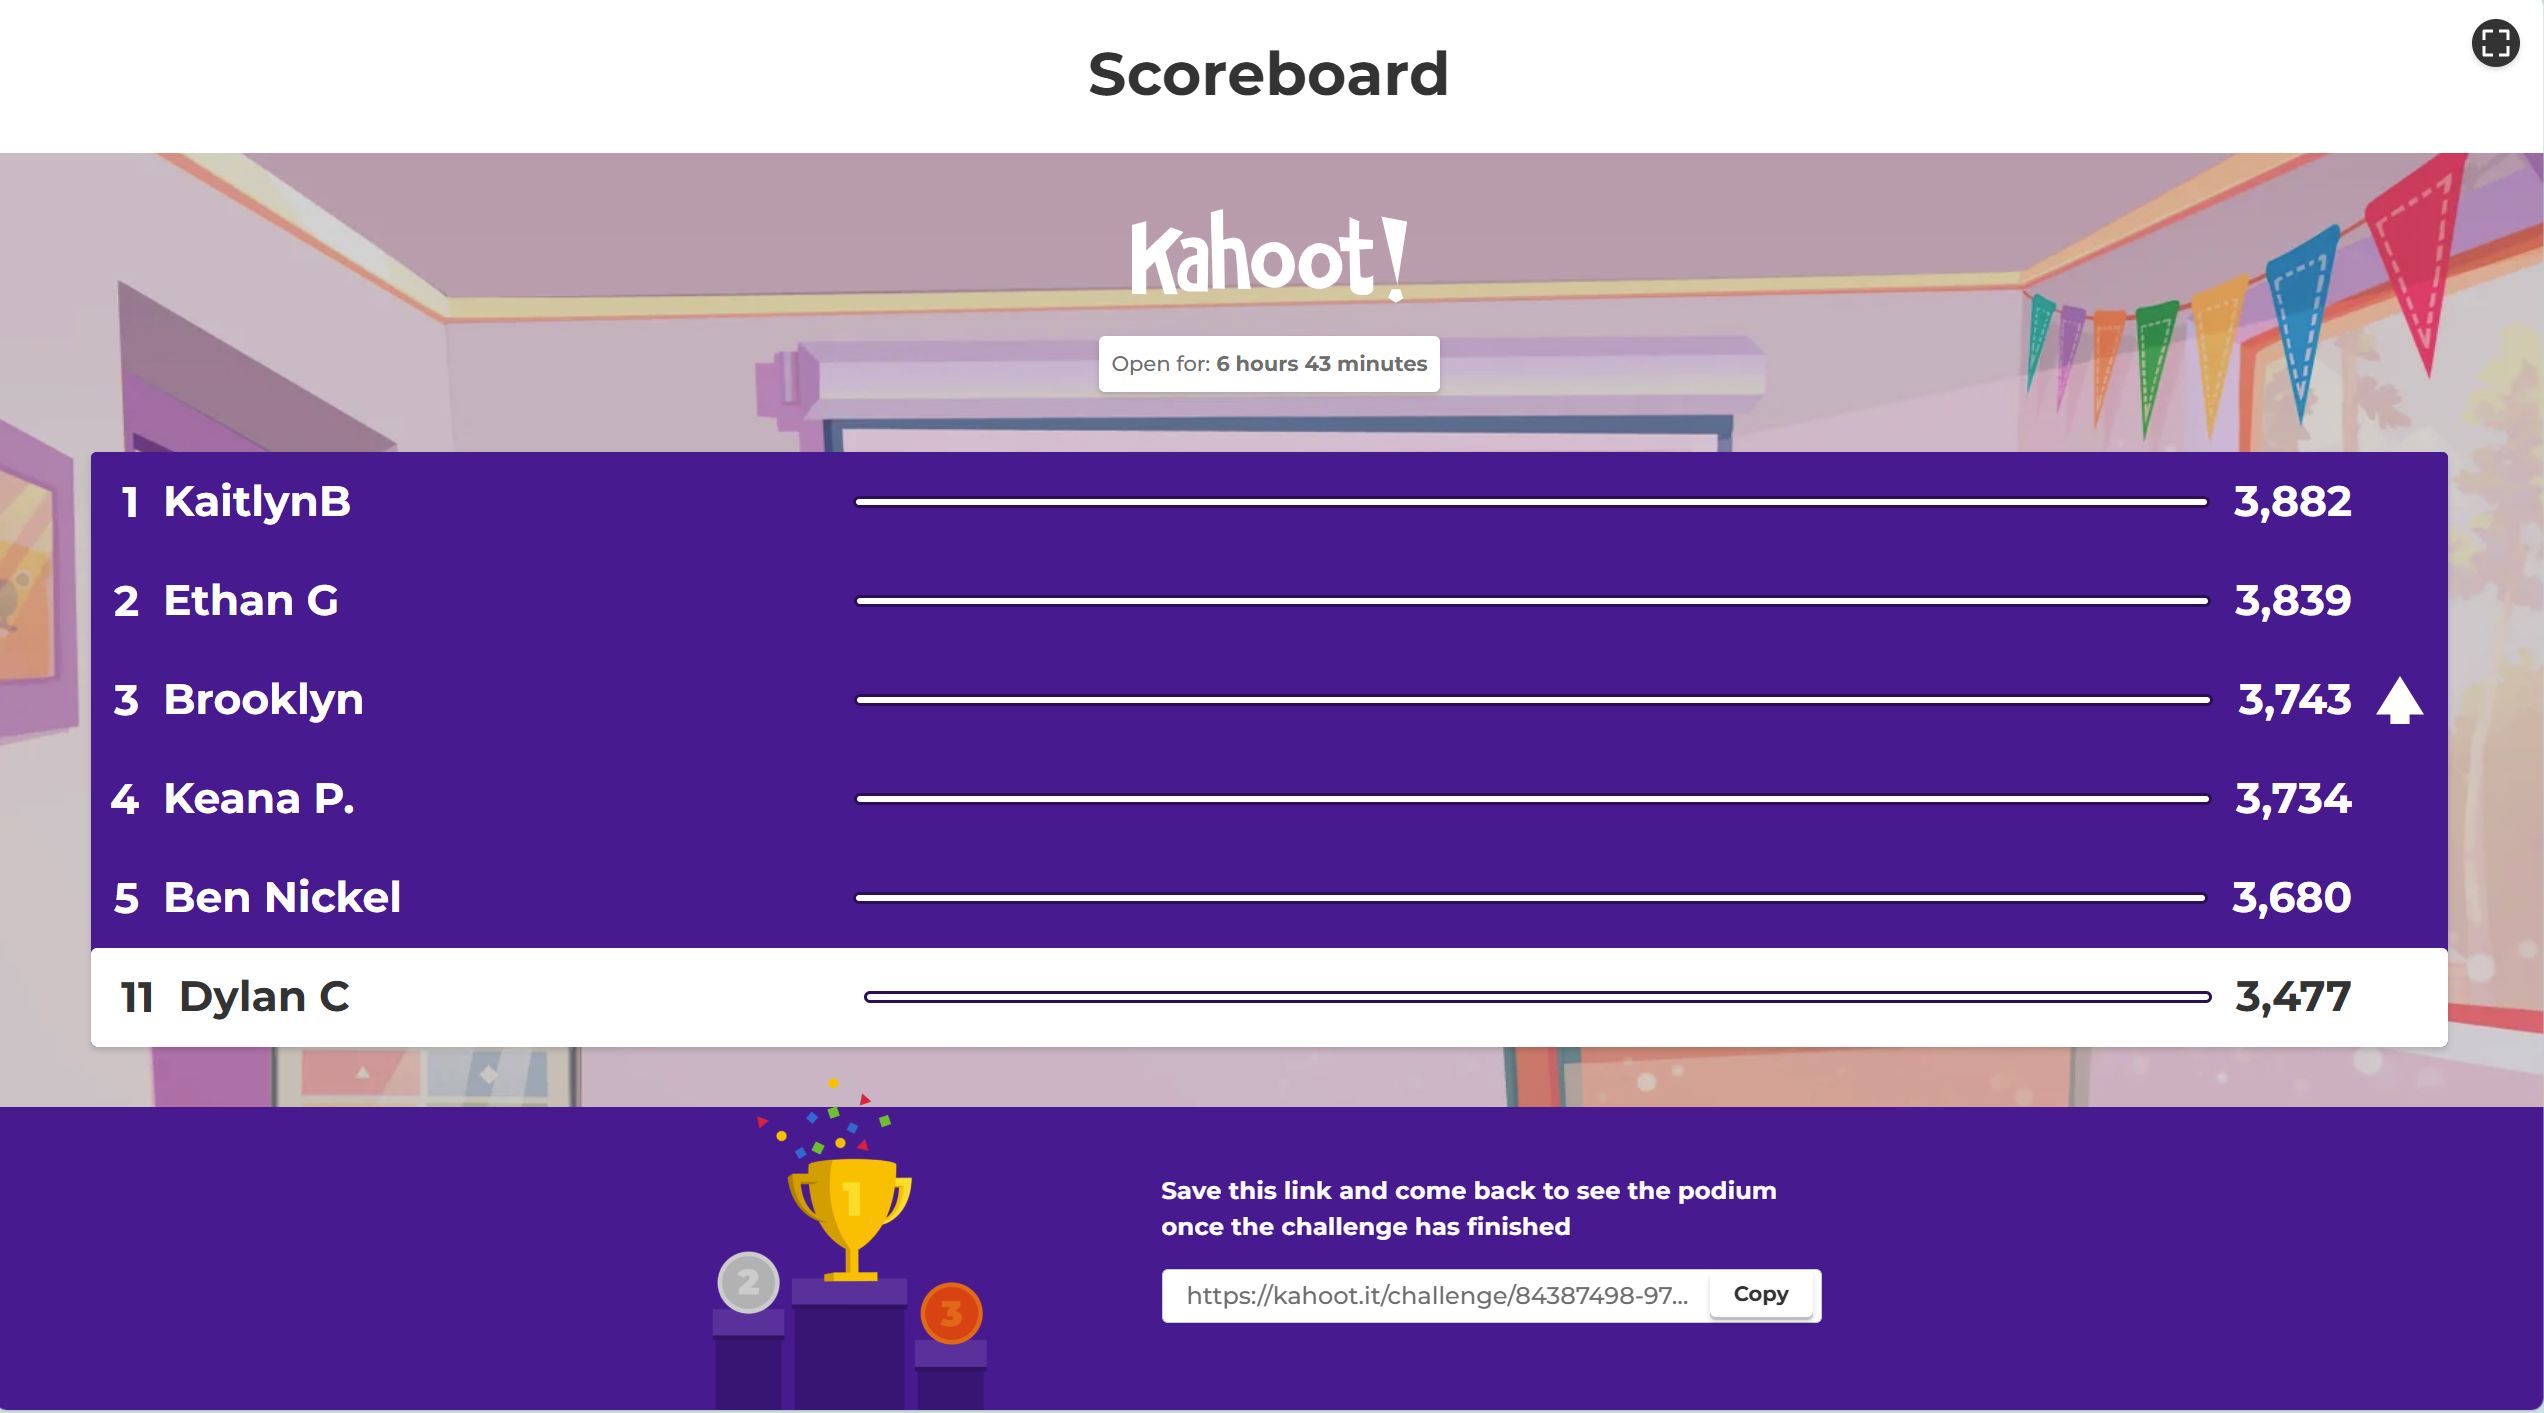 Scoreboard
Kahoot!
Open for: 6 hours 43 minutes
1 KaitlynB 3,882
2 Ethan G 3,839
3 Brooklyn 3,743
4 Keana P. 3,734
5 Ben Nickel 3,680
11 Dylan C 3,477
1
2
3
Save this link and come back to see the podium
once the challenge has finished
https://kahoot.it/challenge/84387498-97... Copy